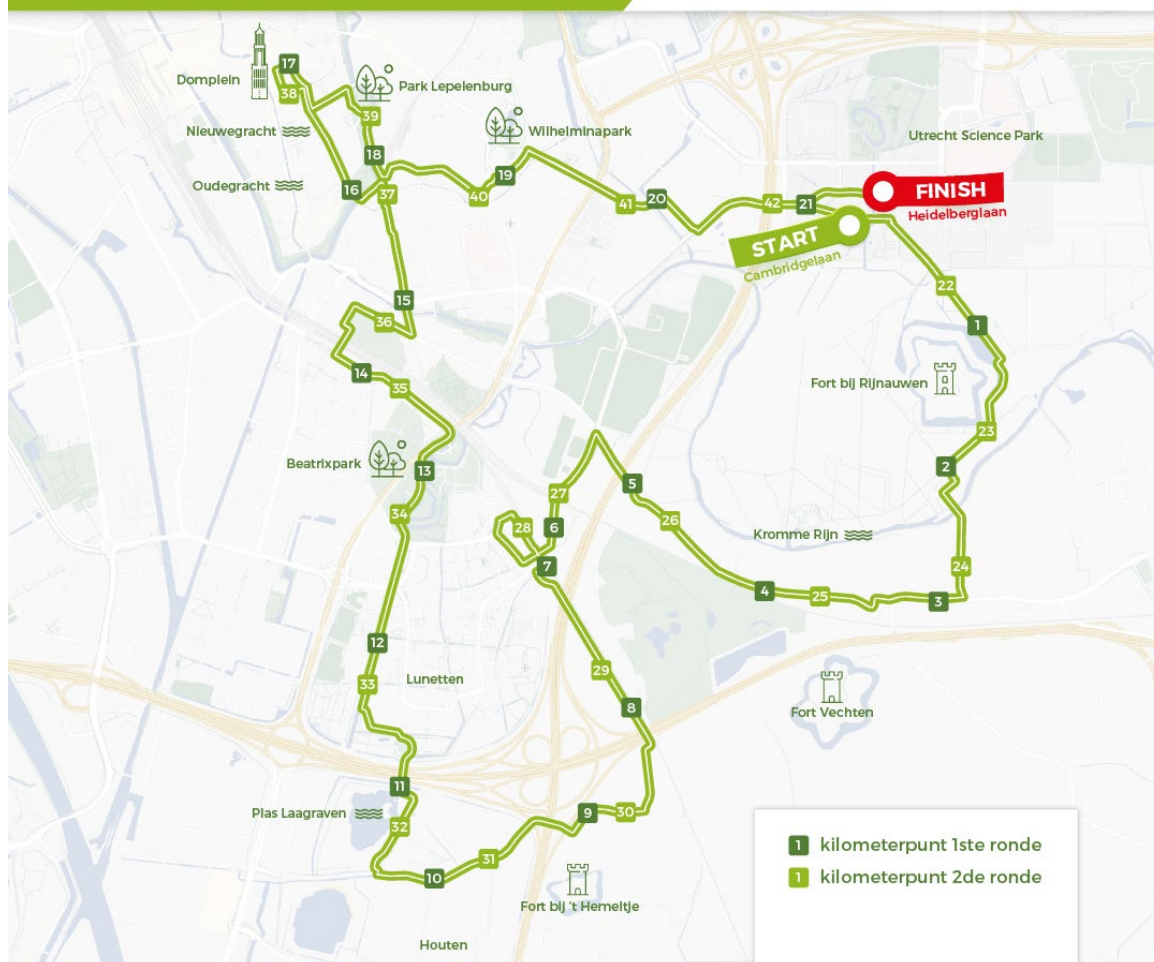 17
Domplein
38
Park Lepelenburg
39
Nieuwegracht
Wilhelminapark
Utrecht Science Park
18
19
Oudegracht
16
37
40
41
20
42
21
FINISH
Heidelberglaan
START
Cambridgelaan
22
15
36
1
14
35
Fort bij Rijnauwen
23
Beatrixpark
13
2
5
27
34
28
6
26
Kromme Rijn
7
24
4
25
3
12
29
33
Lunetten
8
Fort Vechten
11
Plas Laagraven
32
9
30
31
10
Fort bij 't Hemeltje
Houten
1 kilometerpunt 1ste ronde
1 kilometerpunt 2de ronde